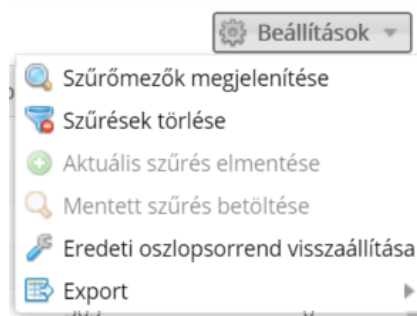 Beállítások
Szűrőmezők megjelenítése
Szűrések törlése
Aktuális szűrés elmentése
Mentett szűrés betöltése
Eredeti oszlopsorrend visszaállítása
Export